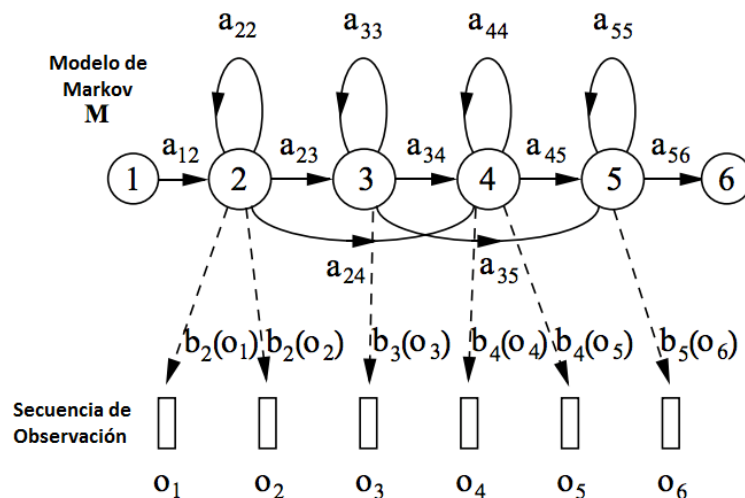 a₂₂ a₃₃ a₄₄ a₅₅
Modelo de
Markov
M
a₁₂ a₂₃ a₃₄ a₄₅ a₅₆
1 2 3 4 5 6
a₂₄ a₃₅
b₂(o₁) b₂(o₂) b₃(o₃) b₄(o₄) b₄(o₅) b₅(o₆)
Secuencia de
Observación
o₁ o₂ o₃ o₄ o₅ o₆